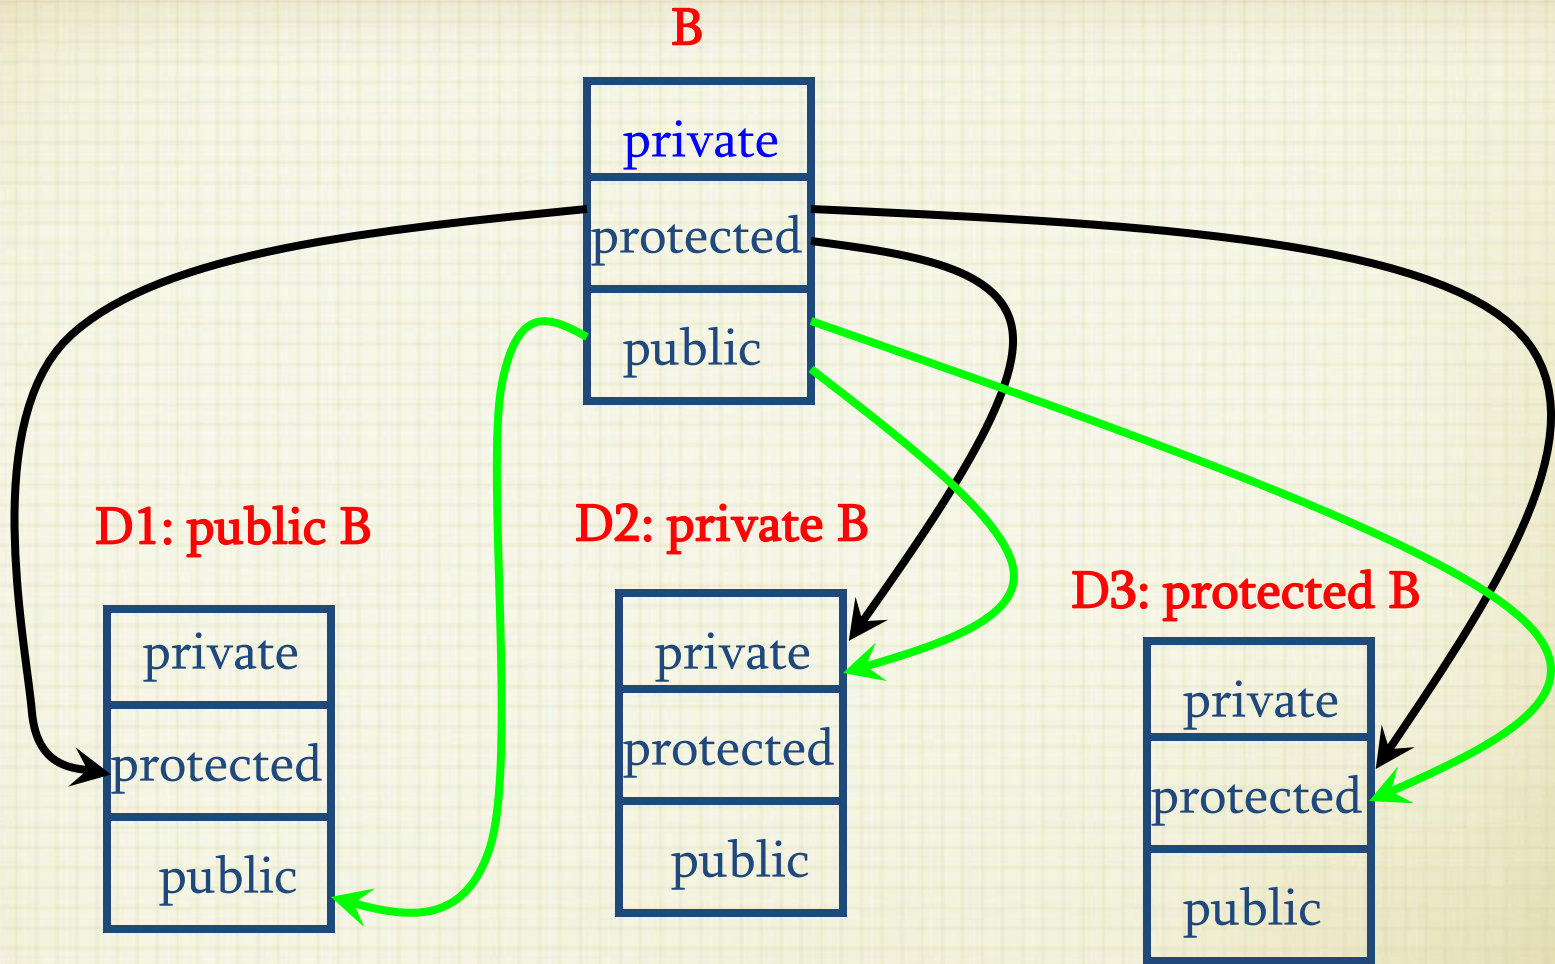 B
private
protected
public
D1: public B
private
protected
public
D2: private B
private
protected
public
D3: protected B
private
protected
public